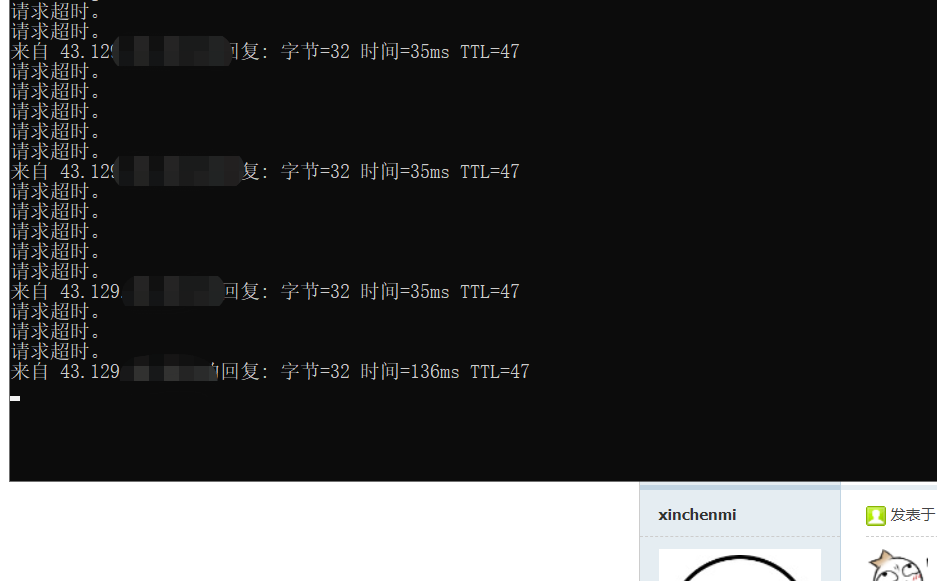 请求超时。
请求超时。
来自 43.129 回复: 字节=32 时间=35ms TTL=47
请求超时。
请求超时。
请求超时。
请求超时。
请求超时。
来自 43.129 复: 字节=32 时间=35ms TTL=47
请求超时。
请求超时。
请求超时。
请求超时。
请求超时。
来自 43.129. 回复: 字节=32 时间=35ms TTL=47
请求超时。
请求超时。
请求超时。
来自 43.129 回复: 字节=32 时间=136ms TTL=47
xinchenmi
发表于